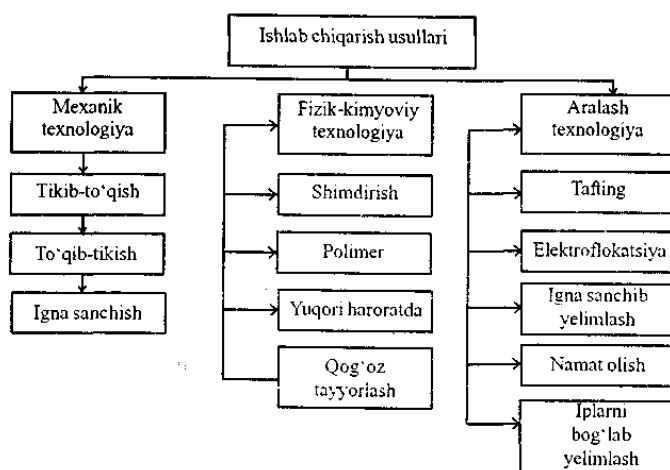 Ishlab chiqarish usullari
Mexanik
texnologiya
Tikib-to‘qish
To‘qib-tikish
Igna sanchish
Fizik-kimyoviy
texnologiya
Shimdirish
Polimer
Yuqori haroratda
Qog‘oz
tayyorlash
Aralash
texnologiya
Tafting
Elektroflokatsiya
Igna sanchib
yelimlash
Namat olish
Iplarni
bog‘lab
yelimlash